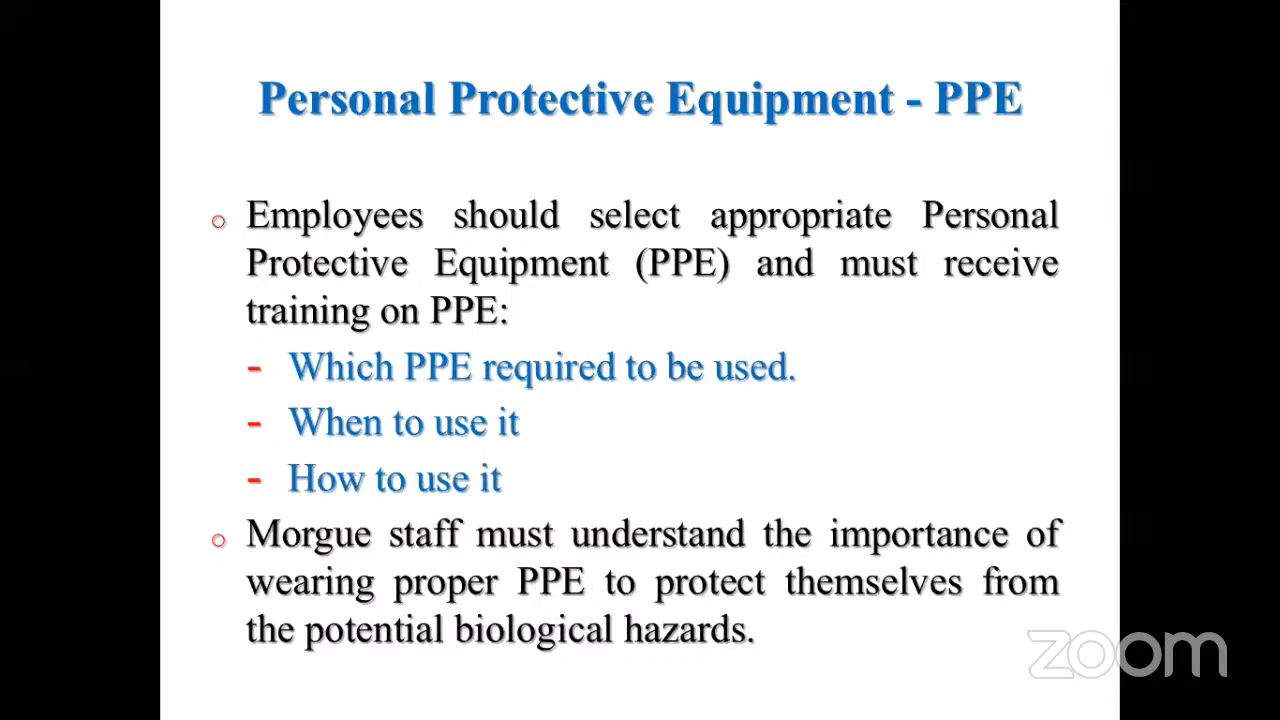 Personal Protective Equipment - PPE
Employees should select appropriate Personal
Protective Equipment (PPE) and must receive
training on PPE:
- Which PPE required to be used.
- When to use it
- How to use it
Morgue staff must understand the importance of
wearing proper PPE to protect themselves from
the potential biological hazards.
zoom